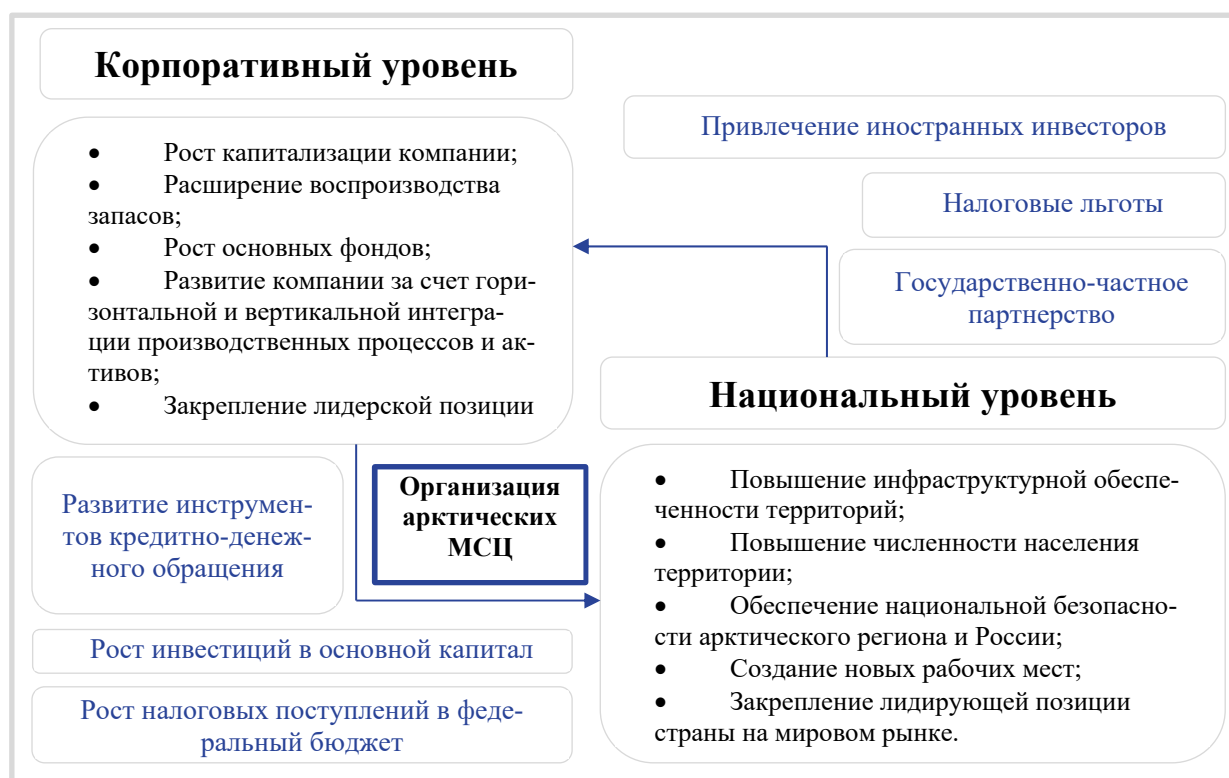 Корпоративный уровень
• Рост капитализации компании;
• Расширение воспроизводства
запасов;
• Рост основных фондов;
• Развитие компании за счет гори-
зонтальной и вертикальной интегра-
ции производственных процессов и ак-
тивов;
• Закрепление лидерской позиции
Привлечение иностранных инвесторов
Налоговые льготы
Государственно-частное
партнерство
Национальный уровень
• Повышение инфраструктурной обеспе-
ченности территорий;
• Повышение численности населения
территории;
• Обеспечение национальной безопасно-
сти арктического региона и России;
• Создание новых рабочих мест;
• Закрепление лидирующей позиции
страны на мировом рынке.
Организация
арктических
МСЦ
Развитие инструмен-
тов кредитно-денеж-
ного обращения
Рост инвестиций в основной капитал
Рост налоговых поступлений в феде-
ральный бюджет